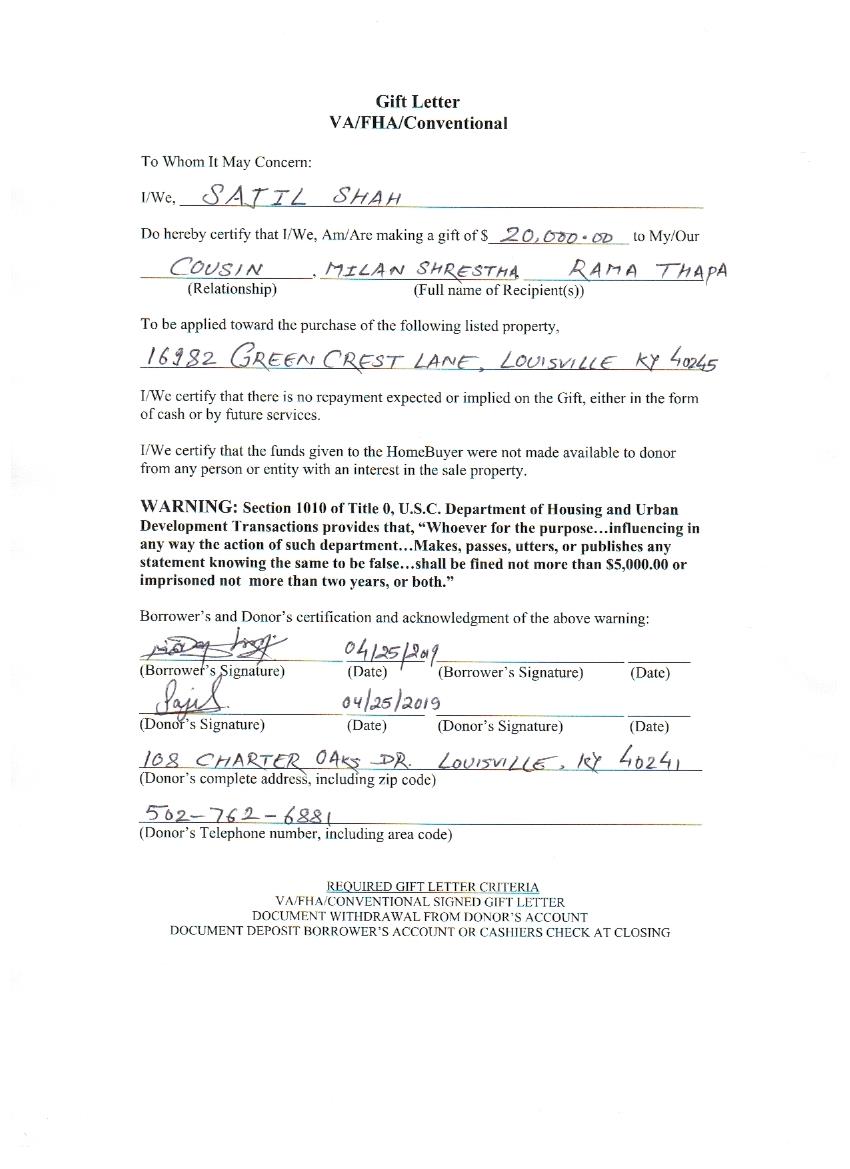 Gift Letter
VA/FHA/Conventional
To Whom It May Concern:
I/We, SAJIL SHAH
Do hereby certify that I/We, Am/Are making a gift of $ 20,000.00 to My/Our
COUSIN , MILAN SHRESTHA RAMA THAPA
(Relationship) (Full name of Recipient(s))
To be applied toward the purchase of the following listed property,
16982 GREEN CREST LANE, LOUISVILLE KY 40245
I/We certify that there is no repayment expected or implied on the Gift, either in the form
of cash or by future services.
I/We certify that the funds given to the HomeBuyer were not made available to donor
from any person or entity with an interest in the sale property.
WARNING: Section 1010 of Title 0, U.S.C. Department of Housing and Urban
Development Transactions provides that, “Whoever for the purpose…influencing in
any way the action of such department…Makes, passes, utters, or publishes any
statement knowing the same to be false…shall be fined not more than $5,000.00 or
imprisoned not more than two years, or both.”
Borrower’s and Donor’s certification and acknowledgment of the above warning:
04/25/2019
(Borrower’s Signature) (Date) (Borrower’s Signature) (Date)
Sajil 04/25/2019
(Donor’s Signature) (Date) (Donor’s Signature) (Date)
108 CHARTER OAKS DR. LOUISVILLE, KY 40241
(Donor’s complete address, including zip code)
502-762-6881
(Donor’s Telephone number, including area code)
REQUIRED GIFT LETTER CRITERIA
VA/FHA/CONVENTIONAL SIGNED GIFT LETTER
DOCUMENT WITHDRAWAL FROM DONOR’S ACCOUNT
DOCUMENT DEPOSIT BORROWER’S ACCOUNT OR CASHIERS CHECK AT CLOSING